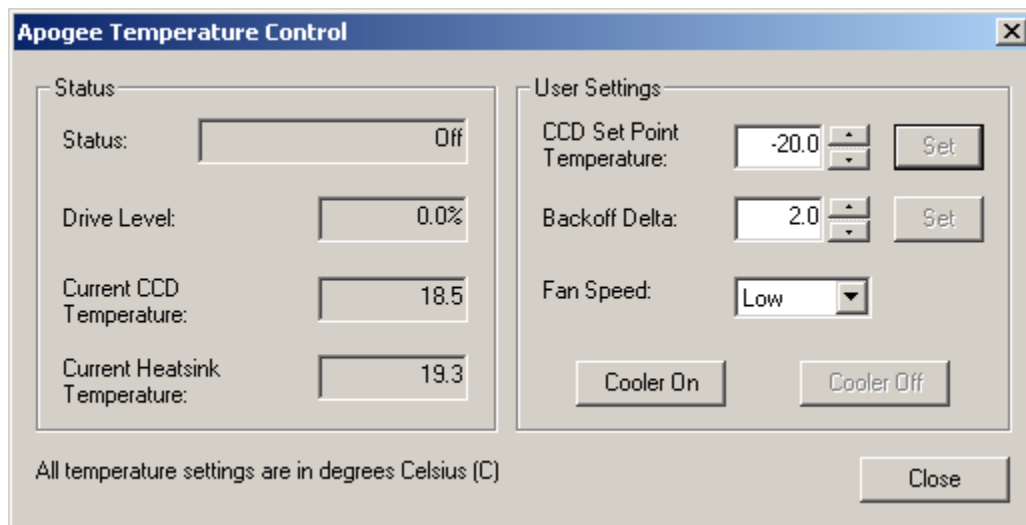 Apogee Temperature Control
Status
Status: Off
Drive Level: 0.0%
Current CCD
Temperature: 18.5
Current Heatsink
Temperature: 19.3
User Settings
CCD Set Point
Temperature: -20.0 Set
Backoff Delta: 2.0 Set
Fan Speed: Low
Cooler On Cooler Off
All temperature settings are in degrees Celsius (C)
Close